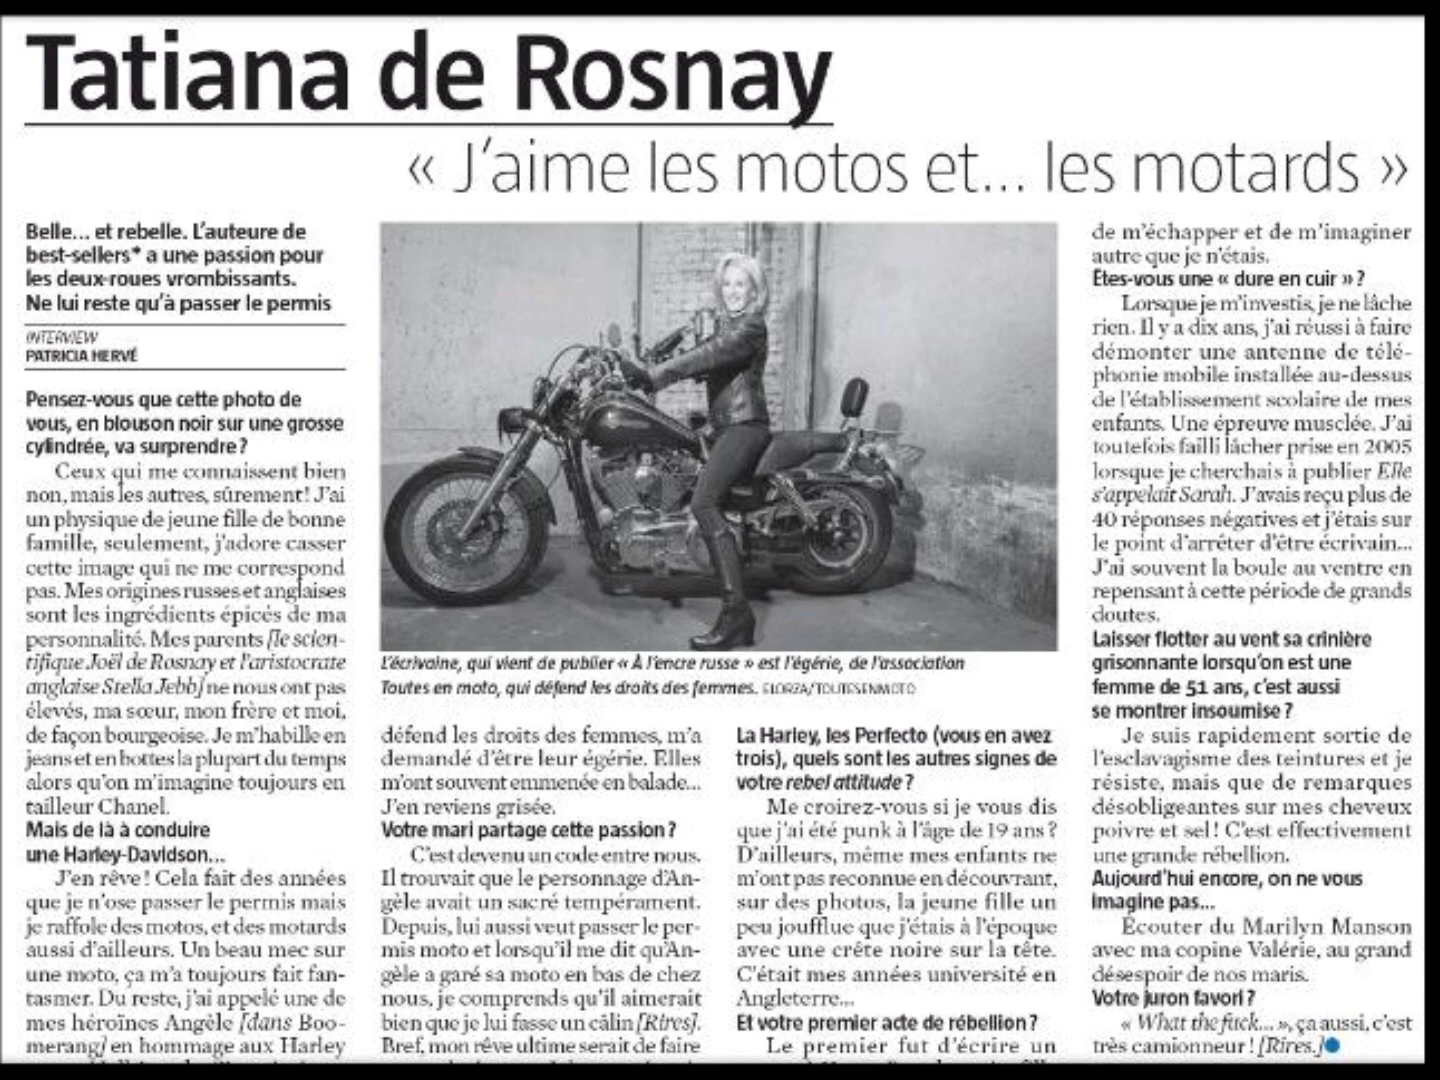 Tatiana de Rosnay
« J'aime les motos et... les motards »
Belle... et rebelle. L'auteure de
best-sellers* a une passion pour
les deux-roues vrombissants.
Ne lui reste qu'à passer le permis
INTERVIEW
PATRICIA HERVÉ
Pensez-vous que cette photo de
vous, en blouson noir sur une grosse
cylindrée, va surprendre ?
Ceux qui me connaissent bien
non, mais les autres, sûrement ! J'ai
un physique de jeune fille de bonne
famille, seulement, j'adore casser
cette image qui ne me correspond
pas. Mes origines russes et anglaises
sont les ingrédients épicés de ma
personnalité. Mes parents [le scien-
tifique Joël de Rosnay et l'aristocrate
anglaise Stella Jebb] ne nous ont pas
élevés, ma sœur, mon frère et moi,
de façon bourgeoise. Je m'habille en
jeans et en bottes la plupart du temps
alors qu'on m'imagine toujours en
tailleur Chanel.
Mais de là à conduire
une Harley-Davidson...
J'en rêve ! Cela fait des années
que je n'ose passer le permis mais
je raffole des motos, et des motards
aussi d'ailleurs. Un beau mec sur
une moto, ça m'a toujours fait fan-
tasmer. Du reste, j'ai appelé une de
mes héroïnes Angèle [dans Boo-
merang] en hommage aux Harley
L'écrivaine, qui vient de publier « À l'encre russe » est l'égérie, de l'association
Toutes en moto, qui défend les droits des femmes. ELORZA/TOUTESENMOTO
défend les droits des femmes, m'a
demandé d'être leur égérie. Elles
m'ont souvent emmenée en balade...
J'en reviens grisée.
Votre mari partage cette passion ?
C'est devenu un code entre nous.
Il trouvait que le personnage d'An-
gèle avait un sacré tempérament.
Depuis, lui aussi veut passer le per-
mis moto et lorsqu'il me dit qu'An-
gèle a garé sa moto en bas de chez
nous, je comprends qu'il aimerait
bien que je lui fasse un câlin [Rires].
Bref, mon rêve ultime serait de faire
La Harley, les Perfecto (vous en avez
trois), quels sont les autres signes de
votre rebel attitude ?
Me croirez-vous si je vous dis
que j'ai été punk à l'âge de 19 ans ?
D'ailleurs, même mes enfants ne
m'ont pas reconnue en découvrant,
sur des photos, la jeune fille un
peu joufflue que j'étais à l'époque
avec une crête noire sur la tête.
C'était mes années université en
Angleterre...
Et votre premier acte de rébellion ?
Le premier fut d'écrire un
de m'échapper et de m'imaginer
autre que je n'étais.
Etes-vous une « dure en cuir » ?
Lorsque je m'investis, je ne lâche
rien. Il y a dix ans, j'ai réussi à faire
démonter une antenne de télé-
phonie mobile installée au-dessus
de l'établissement scolaire de mes
enfants. Une épreuve musclée. J'ai
toutefois failli lâcher prise en 2005
lorsque je cherchais à publier Elle
s'appelait Sarah. J'avais reçu plus de
40 réponses négatives et j'étais sur
le point d'arrêter d'être écrivain...
J'ai souvent la boule au ventre en
repensant à cette période de grands
doutes.
Laisser flotter au vent sa crinière
grisonnante lorsqu'on est une
femme de 51 ans, c'est aussi
se montrer insoumise ?
Je suis rapidement sortie de
l'esclavagisme des teintures et je
résiste, mais que de remarques
désobligeantes sur mes cheveux
poivre et sel ! C'est effectivement
une grande rébellion.
Aujourd'hui encore, on ne vous
imagine pas...
Ecouter du Marilyn Manson
avec ma copine Valérie, au grand
désespoir de nos maris.
Votre juron favori ?
« What the fuck... », ça aussi, c'est
très camionneur ! [Rires.]